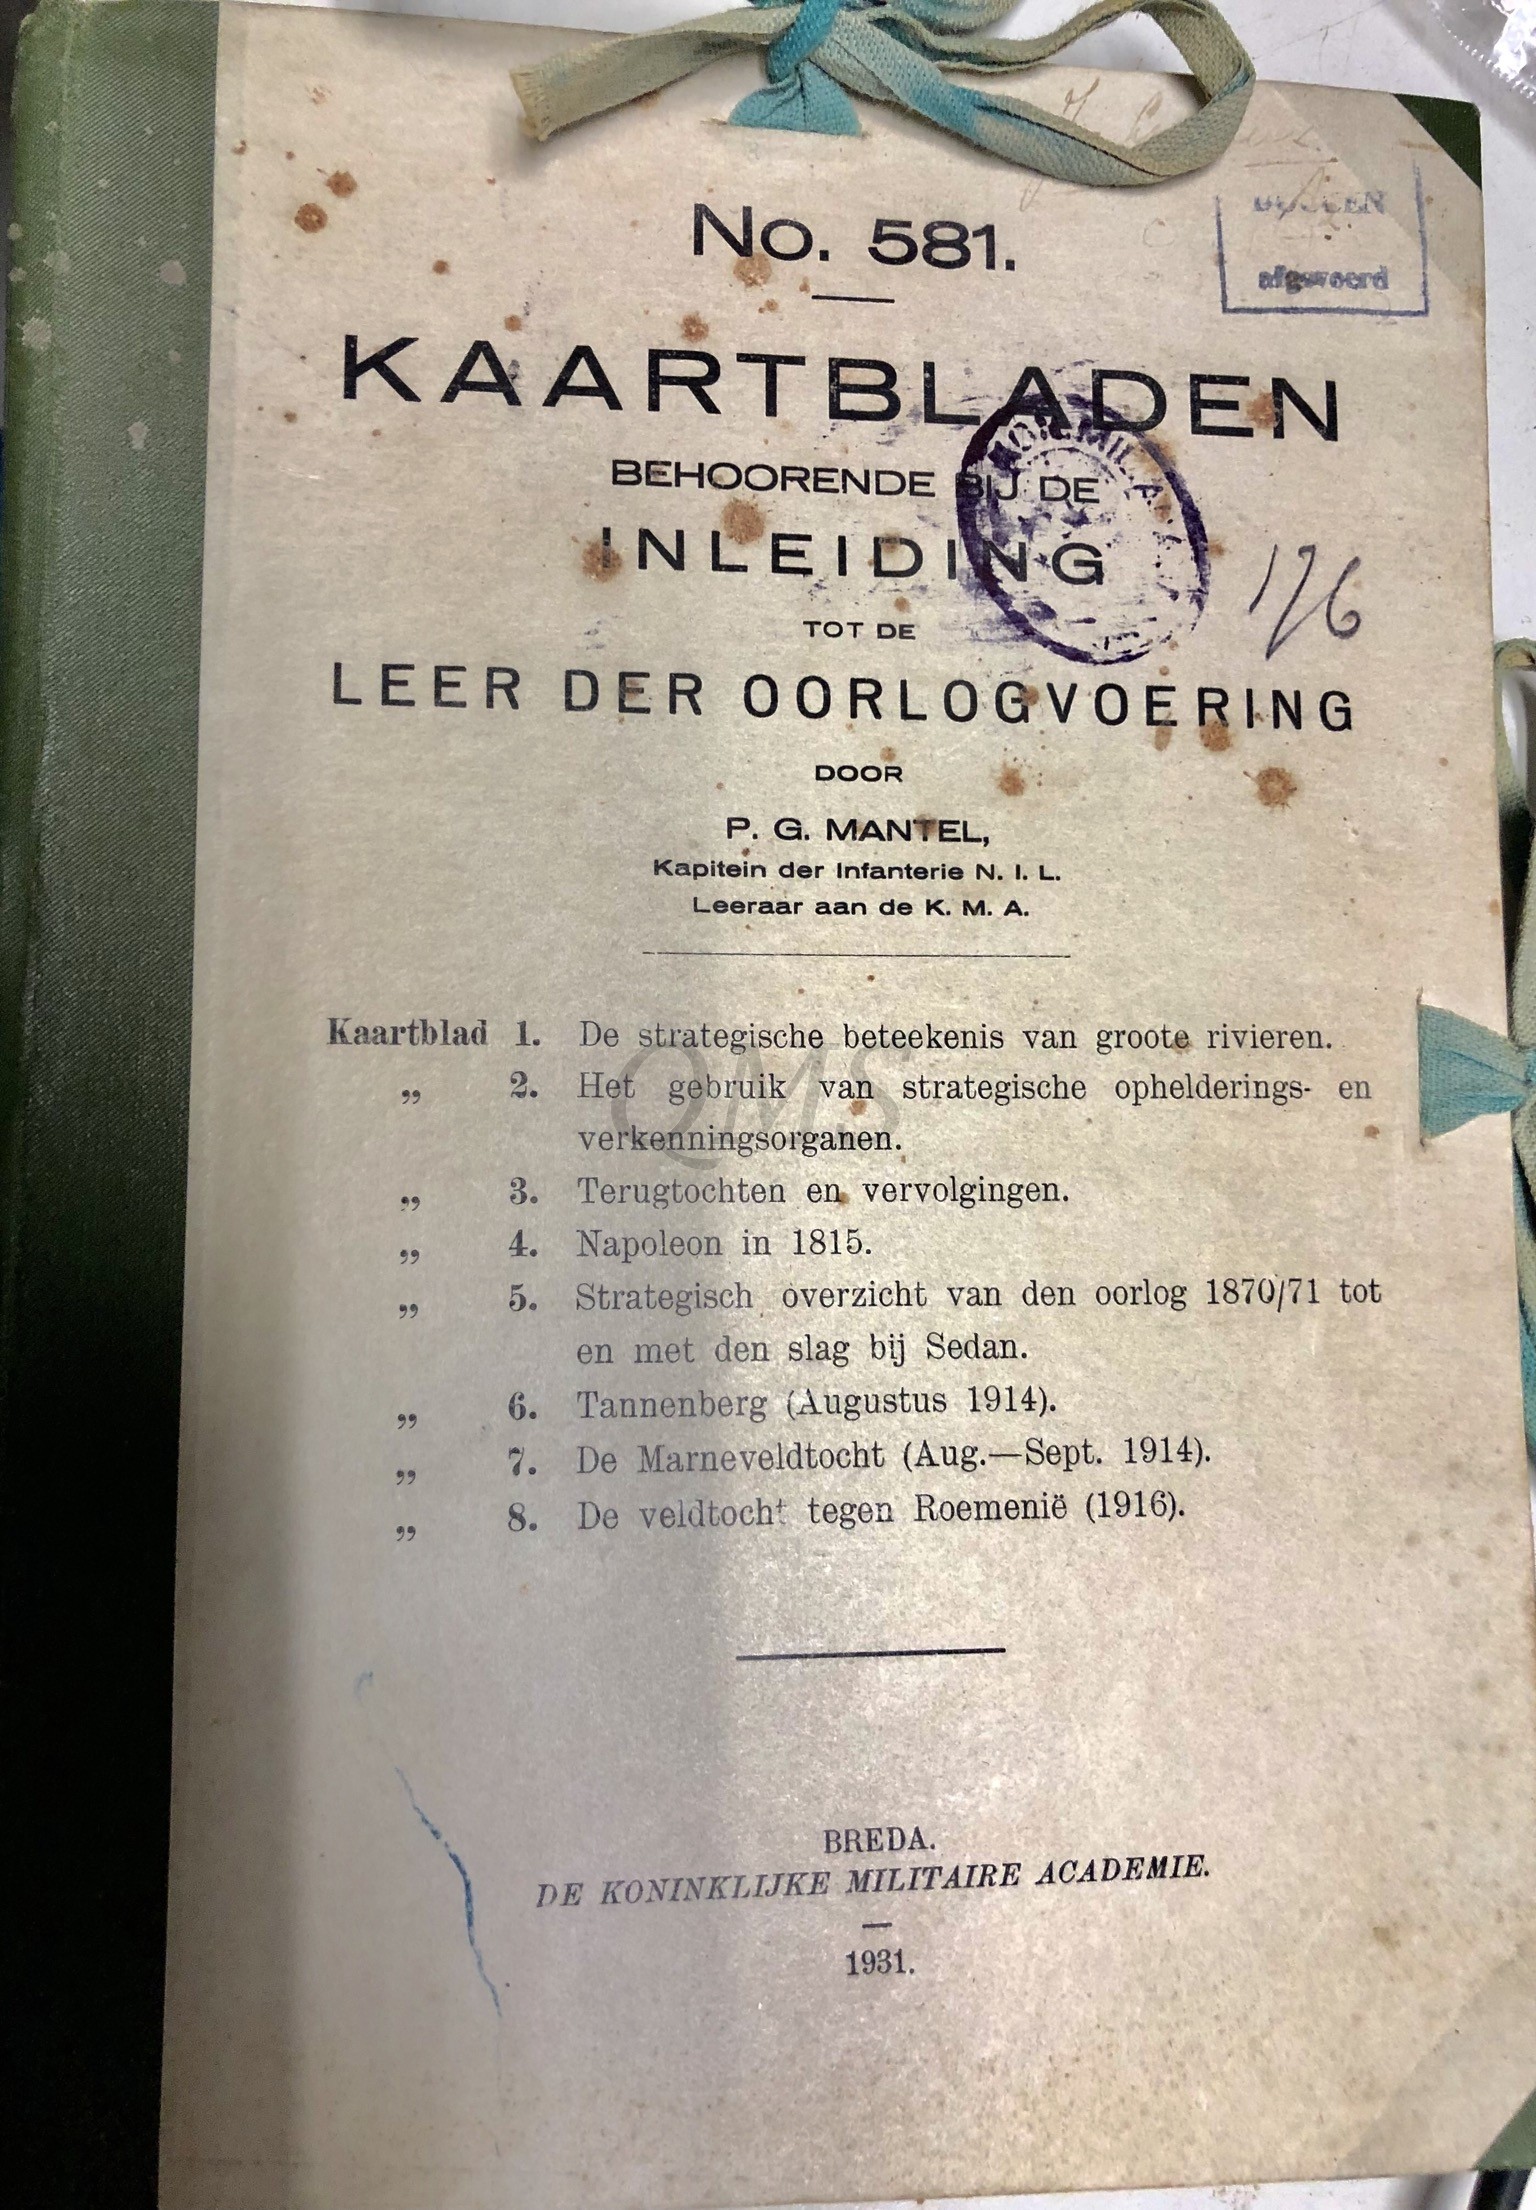 No. 581.
afgevoerd
KAARTBLADEN
KON. MIL. A
BEHOORENDE BIJ DE
INLEIDING
126
TOT DE
LEER DER OORLOGVOERING
DOOR
P. G. MANTEL,
Kapitein der Infanterie N. I. L.
Leeraar aan de K. M. A.
Kaartblad 1. De strategische beteekenis van groote rivieren.
„ 2. Het gebruik van strategische ophelderings- en
verkenningsorganen.
QMS
„ 3. Terugtochten en vervolgingen.
„ 4. Napoleon in 1815.
„ 5. Strategisch overzicht van den oorlog 1870/71 tot
en met den slag bij Sedan.
„ 6. Tannenberg (Augustus 1914).
„ 7. De Marneveldtocht (Aug.—Sept. 1914).
„ 8. De veldtocht tegen Roemenië (1916).
BREDA.
DE KONINKLIJKE MILITAIRE ACADEMIE.
1931.